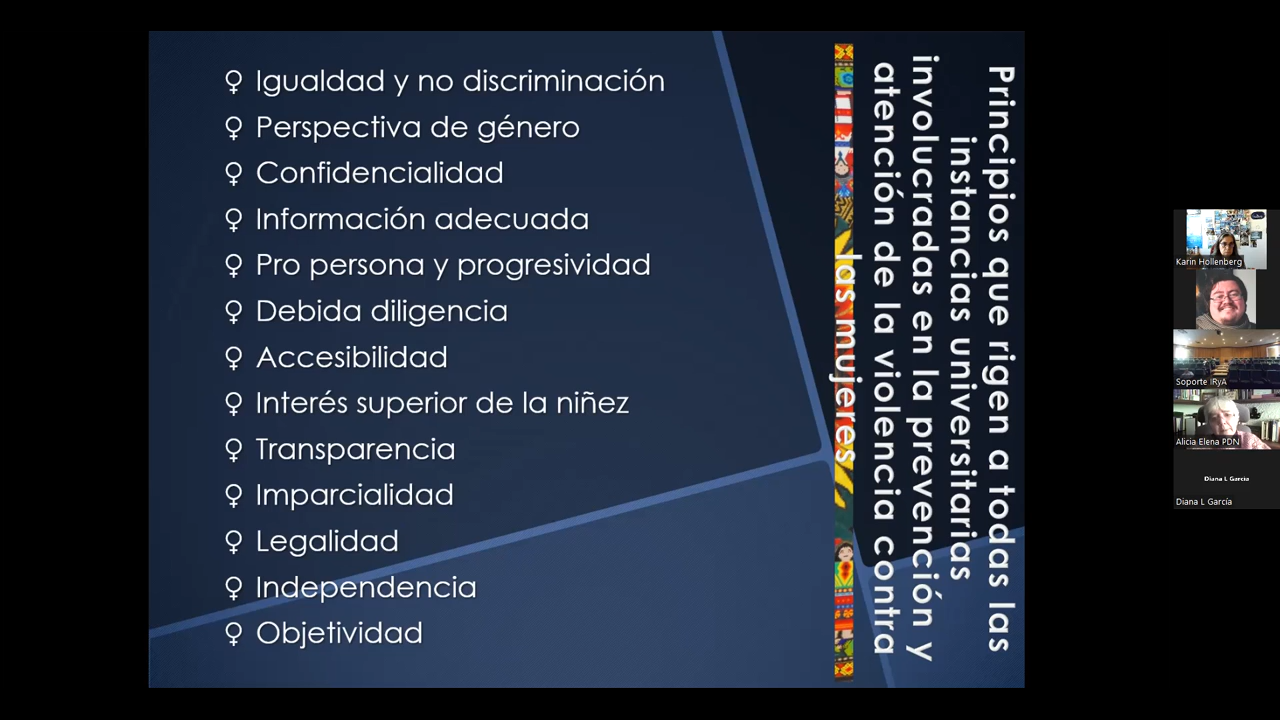 Igualdad y no discriminación
Perspectiva de género
Confidencialidad
Información adecuada
Pro persona y progresividad
Debida diligencia
Accesibilidad
Interés superior de la niñez
Transparencia
Imparcialidad
Legalidad
Independencia
Objetividad
Principios que rigen a todas las
instancias universitarias
involucradas en la prevención y
atención de la violencia contra
las mujeres
Karin Hollenberg
Soporte IRyA
Alicia Elena PDN
Diana L García
Diana L García